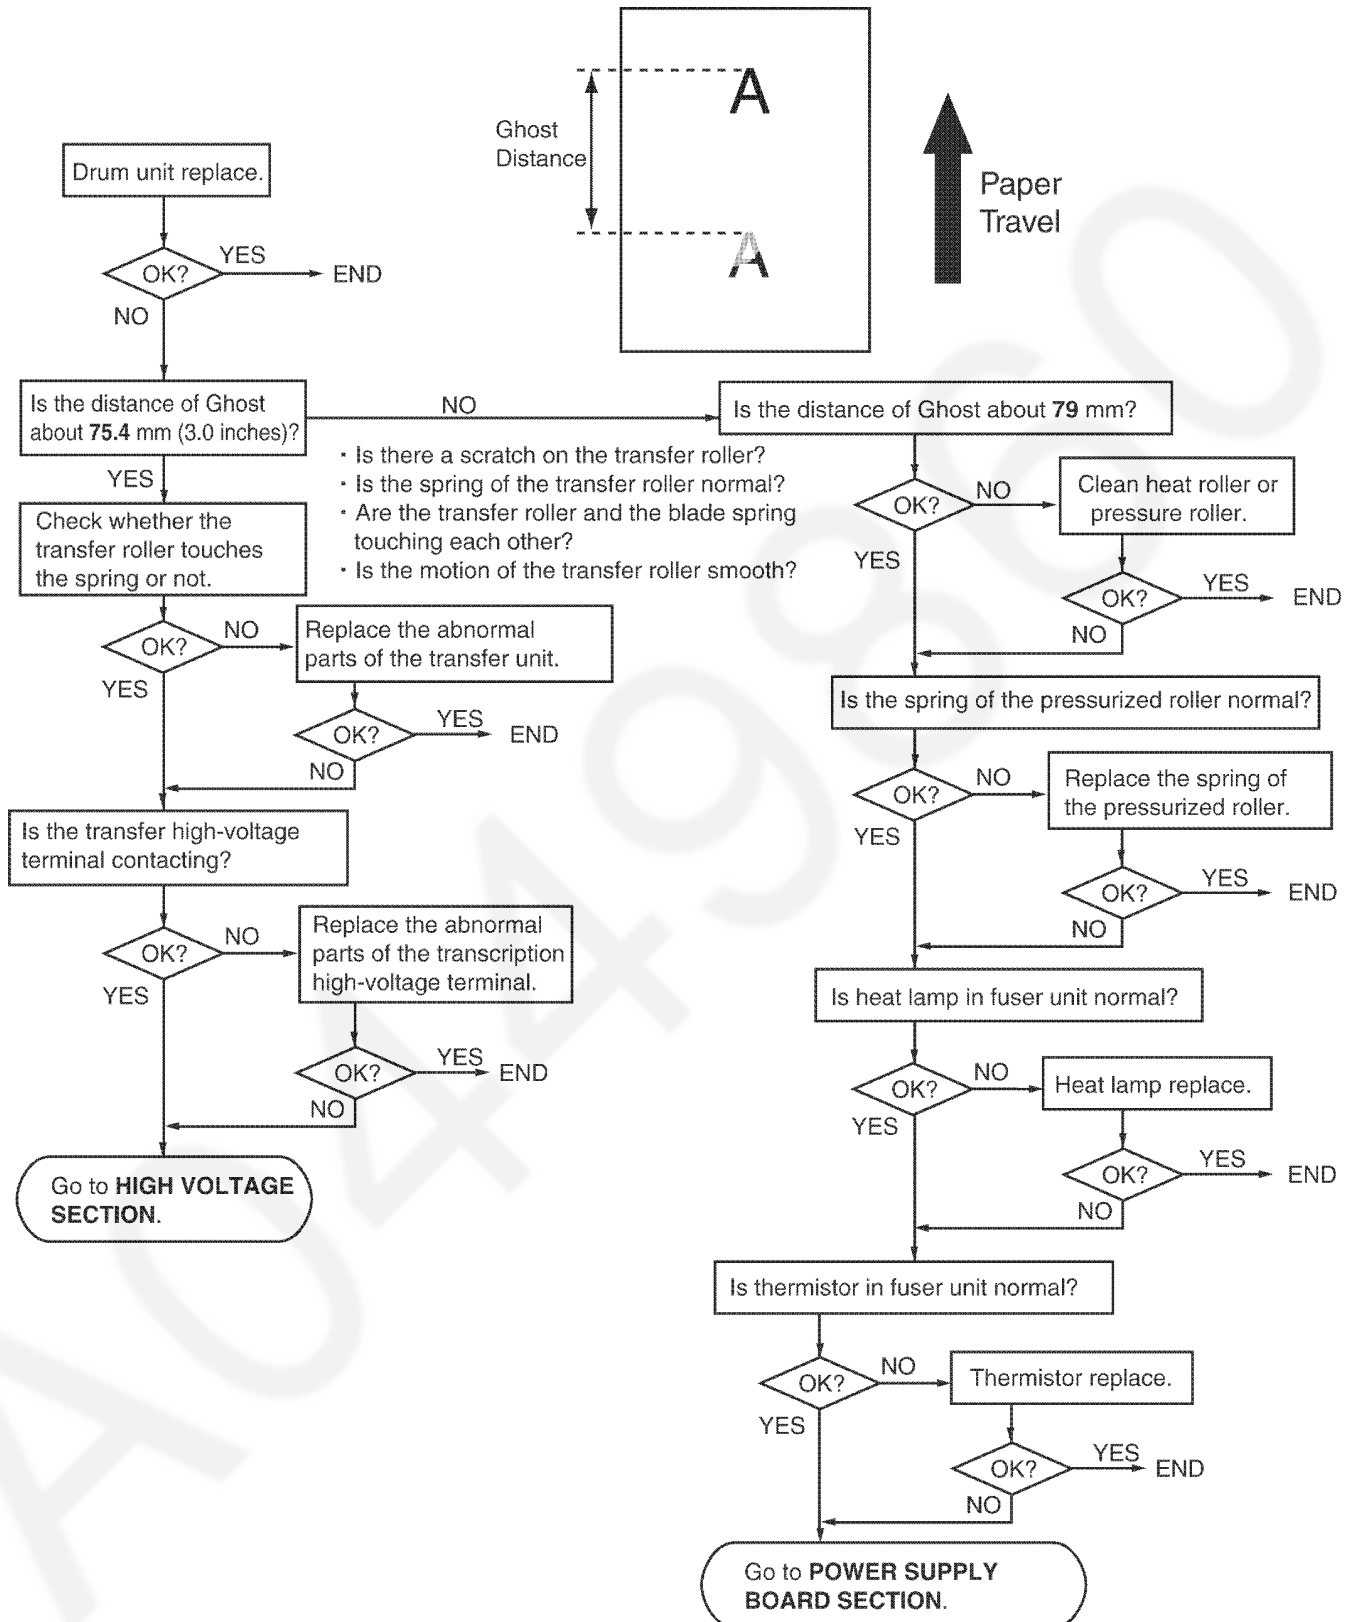 A
Ghost
Distance
A
Paper
Travel
Drum unit replace.
OK?
YES
END
NO
Is the distance of Ghost
about 75.4 mm (3.0 inches)?
NO
YES
Check whether the
transfer roller touches
the spring or not.
· Is there a scratch on the transfer roller?
· Is the spring of the transfer roller normal?
· Are the transfer roller and the blade spring
touching each other?
· Is the motion of the transfer roller smooth?
OK?
NO
Replace the abnormal
parts of the transfer unit.
YES
OK?
YES
END
NO
Is the transfer high-voltage
terminal contacting?
OK?
NO
Replace the abnormal
parts of the transcription
high-voltage terminal.
YES
OK?
YES
END
NO
Go to HIGH VOLTAGE
SECTION.
Is the distance of Ghost about 79 mm?
OK?
NO
Clean heat roller or
pressure roller.
YES
OK?
YES
END
NO
Is the spring of the pressurized roller normal?
OK?
NO
Replace the spring of
the pressurized roller.
YES
OK?
YES
END
NO
Is heat lamp in fuser unit normal?
OK?
NO
Heat lamp replace.
YES
OK?
YES
END
NO
Is thermistor in fuser unit normal?
OK?
NO
Thermistor replace.
YES
OK?
YES
END
NO
Go to POWER SUPPLY
BOARD SECTION.
A0449860